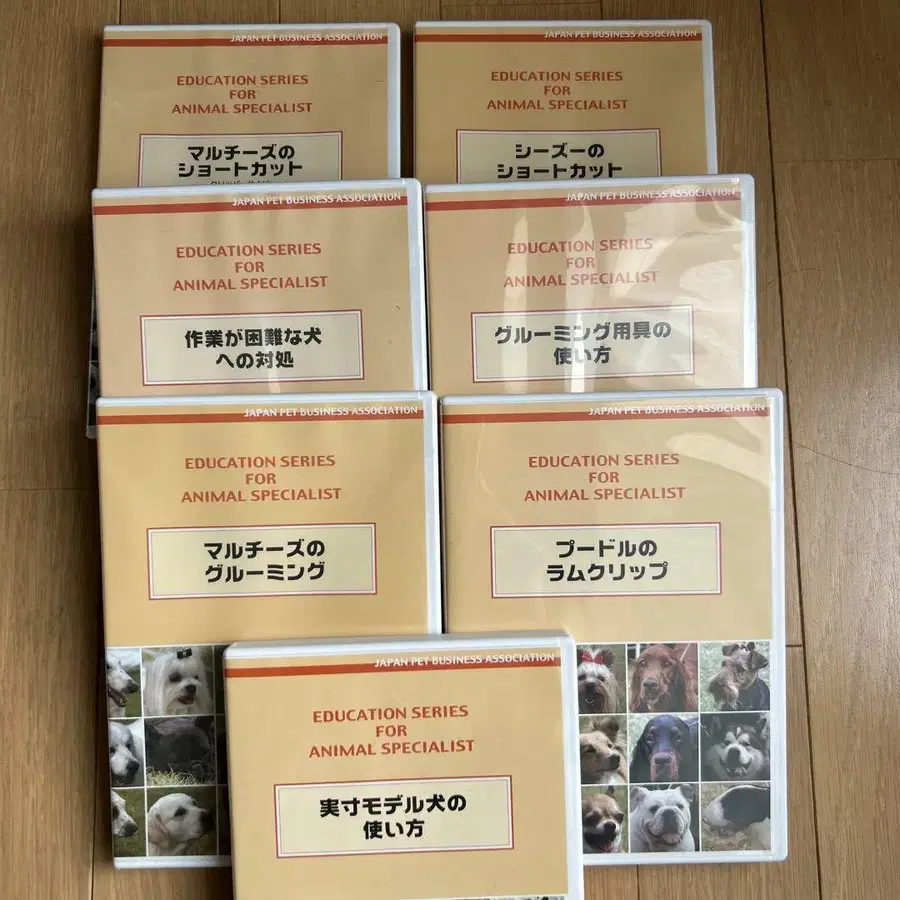 JAPAN PET BUSINESS ASSOCIATION
EDUCATION SERIES
FOR
ANIMAL SPECIALIST
マルチーズの
ショートカット
JAPAN PET BUSINESS ASSOCIATION
EDUCATION SERIES
FOR
ANIMAL SPECIALIST
シーズーの
ショートカット
JAPAN PET BUSINESS ASSOCIATION
EDUCATION SERIES
FOR
ANIMAL SPECIALIST
作業が困難な犬
への対処
JAPAN PET BUSINESS ASSOCIATION
EDUCATION SERIES
FOR
ANIMAL SPECIALIST
グルーミング用具の
使い方
JAPAN PET BUSINESS ASSOCIATION
EDUCATION SERIES
FOR
ANIMAL SPECIALIST
マルチーズの
グルーミング
JAPAN PET BUSINESS ASSOCIATION
EDUCATION SERIES
FOR
ANIMAL SPECIALIST
プードルの
ラムクリップ
JAPAN PET BUSINESS ASSOCIATION
EDUCATION SERIES
FOR
ANIMAL SPECIALIST
実寸モデル犬の
使い方